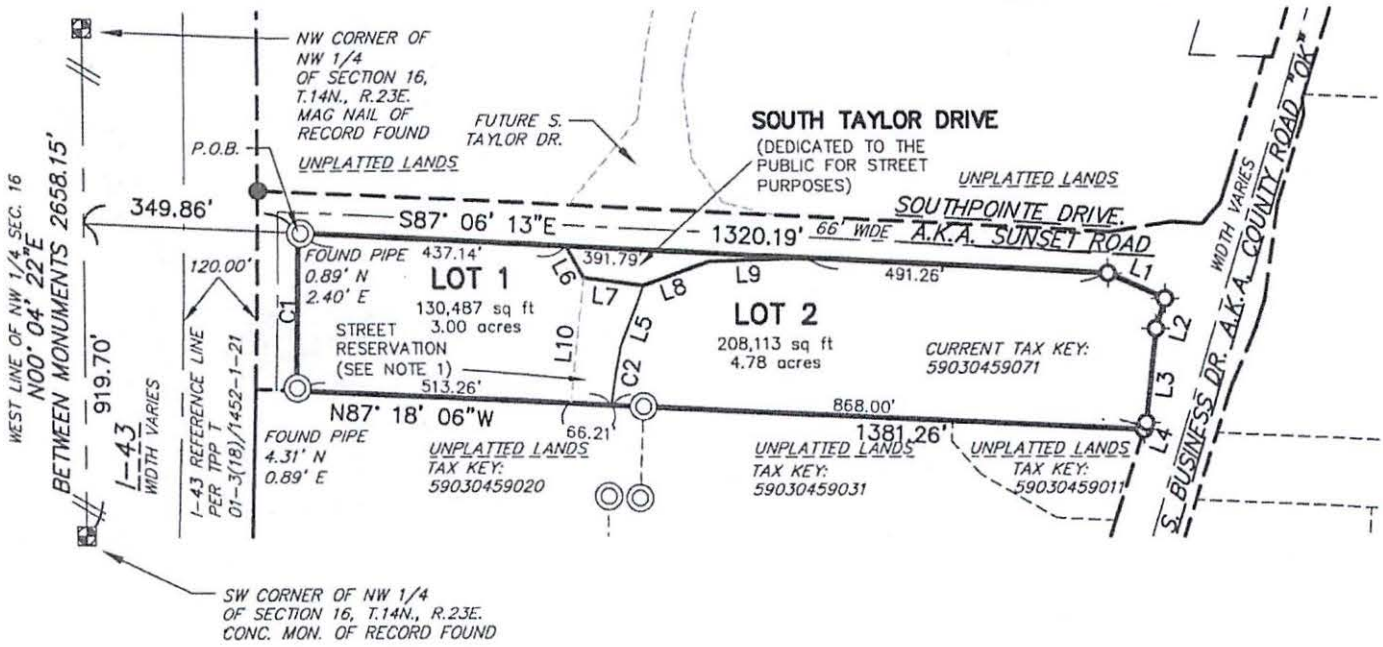 NW CORNER OF
NW 1/4
OF SECTION 16,
T.14N., R.23E.
MAG NAIL OF
RECORD FOUND
P.O.B.
UNPLATTED LANDS
FUTURE S.
TAYLOR DR.
SOUTH TAYLOR DRIVE
(DEDICATED TO THE
PUBLIC FOR STREET
PURPOSES)
UNPLATTED LANDS
SOUTHPOINTE DRIVE.
66' WIDE A.K.A. SUNSET ROAD
WEST LINE OF NW 1/4 SEC. 16
N00° 04' 22"E
BETWEEN MONUMENTS 2658.15'
919.70'
I-43
WIDTH VARIES
349.86'
120.00'
I-43 REFERENCE LINE
PER TPP T
01-3(18)/1452-1-21
S87° 06' 13"E
1320.19'
437.14'
391.79'
491.26'
FOUND PIPE
0.89' N
2.40' E
C1
LOT 1
130,487 sq ft
3.00 acres
STREET
RESERVATION
(SEE NOTE 1)
L6
L7
L8
L9
L10
L5
C2
LOT 2
208,113 sq ft
4.78 acres
CURRENT TAX KEY:
59030459071
L1
L2
L3
L4
WIDTH VARIES
S. BUSINESS DR. A.K.A. COUNTY ROAD "OK"
513.26'
N87° 18' 06"W
66.21'
868.00'
1381.26'
FOUND PIPE
4.31' N
0.89' E
UNPLATTED LANDS
TAX KEY:
59030459020
UNPLATTED LANDS
TAX KEY:
59030459031
UNPLATTED LANDS
TAX KEY:
59030459011
SW CORNER OF NW 1/4
OF SECTION 16, T.14N., R.23E.
CONC. MON. OF RECORD FOUND